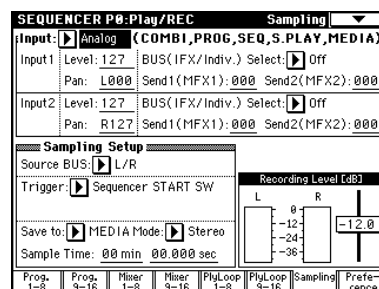 SEQUENCER P0:Play/REC Sampling
Input: Analog (COMBI,PROG,SEQ,S.PLAY,MEDIA)
Input1 Level: 127 BUS(IFX/Indiv.) Select: Off
Pan: L000 Send1(MFX1): 000 Send2(MFX2): 000
Input2 Level: 127 BUS(IFX/Indiv.) Select: Off
Pan: R127 Send1(MFX1): 000 Send2(MFX2): 000
Sampling Setup
Source BUS: L/R
Trigger: Sequencer START SW
Save to: MEDIA Mode: Stereo
Sample Time: 00 min 00.000 sec
Recording Level [dB]
L R
0
-12
-24
-36
-12.0
Prog. 1-8 Prog. 9-16 Mixer 1-8 Mixer 9-16 PlyLoop 1-8 PlyLoop 9-16 Sampling Prefe-rence